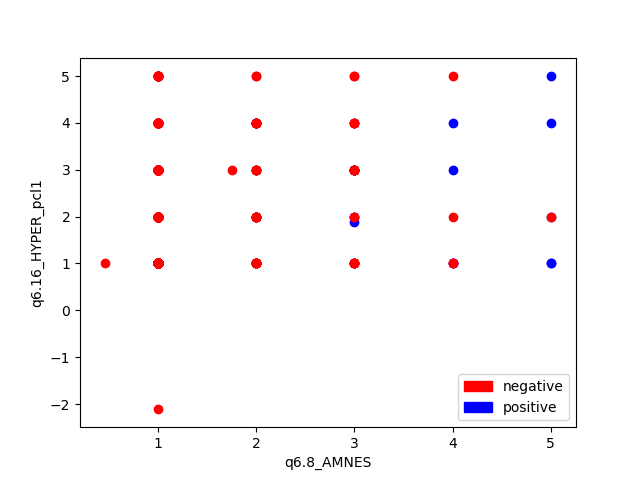 q6.16_HYPER_pcl1
5
4
3
2
1
0
−1
−2
1 2 3 4 5
q6.8_AMNES
negative
positive